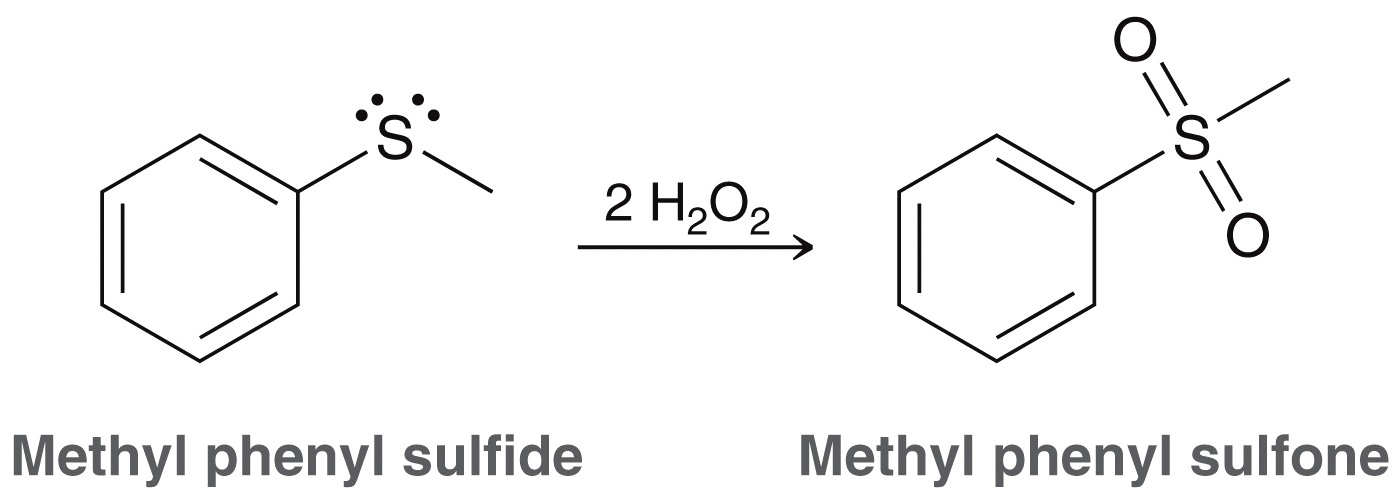 O
S
S
2 H₂O₂
O
Methyl phenyl sulfide
Methyl phenyl sulfone